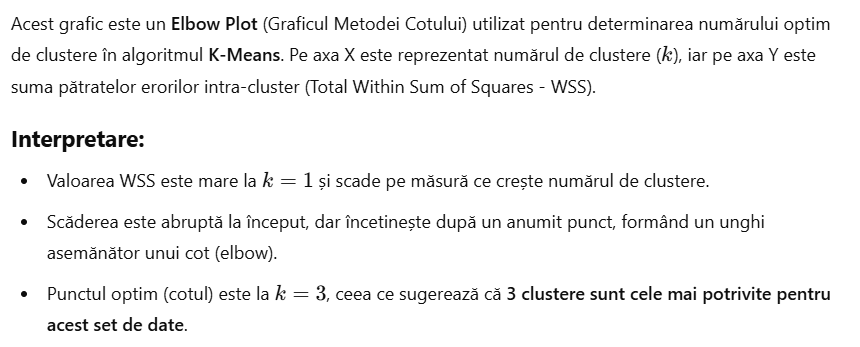 Acest grafic este un Elbow Plot (Graficul Metodei Cotului) utilizat pentru determinarea numărului optim
de clustere în algoritmul K-Means. Pe axa X este reprezentat numărul de clustere (k), iar pe axa Y este
suma pătratelor erorilor intra-cluster (Total Within Sum of Squares - WSS).
Interpretare:
• Valoarea WSS este mare la k = 1 și scade pe măsură ce crește numărul de clustere.
• Scăderea este abruptă la început, dar încetinește după un anumit punct, formând un unghi
asemănător unui cot (elbow).
• Punctul optim (cotul) este la k = 3, ceea ce sugerează că 3 clustere sunt cele mai potrivite pentru
acest set de date.